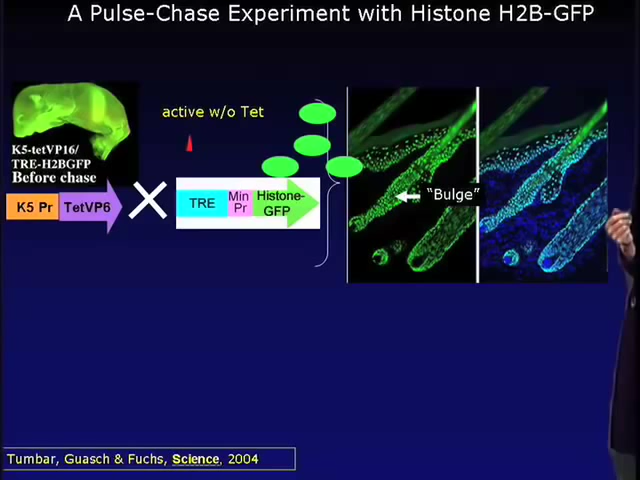 A Pulse-Chase Experiment with Histone H2B-GFP
active w/o Tet
K5-tetVP16/
TRE-H2BGFP
Before chase
K5 Pr
TetVP6
TRE
Min
Pr
Histone-
GFP
"Bulge"
Tumbar, Guasch & Fuchs, Science, 2004